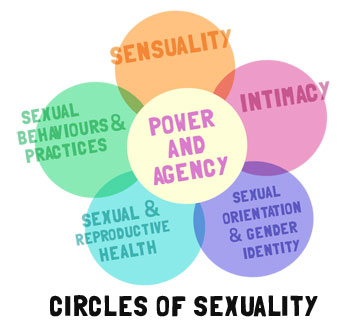 SENSUALITY
INTIMACY
SEXUAL
BEHAVIOURS &
PRACTICES
POWER
AND
AGENCY
SEXUAL &
REPRODUCTIVE
HEALTH
SEXUAL
ORIENTATION
& GENDER
IDENTITY
CIRCLES OF SEXUALITY